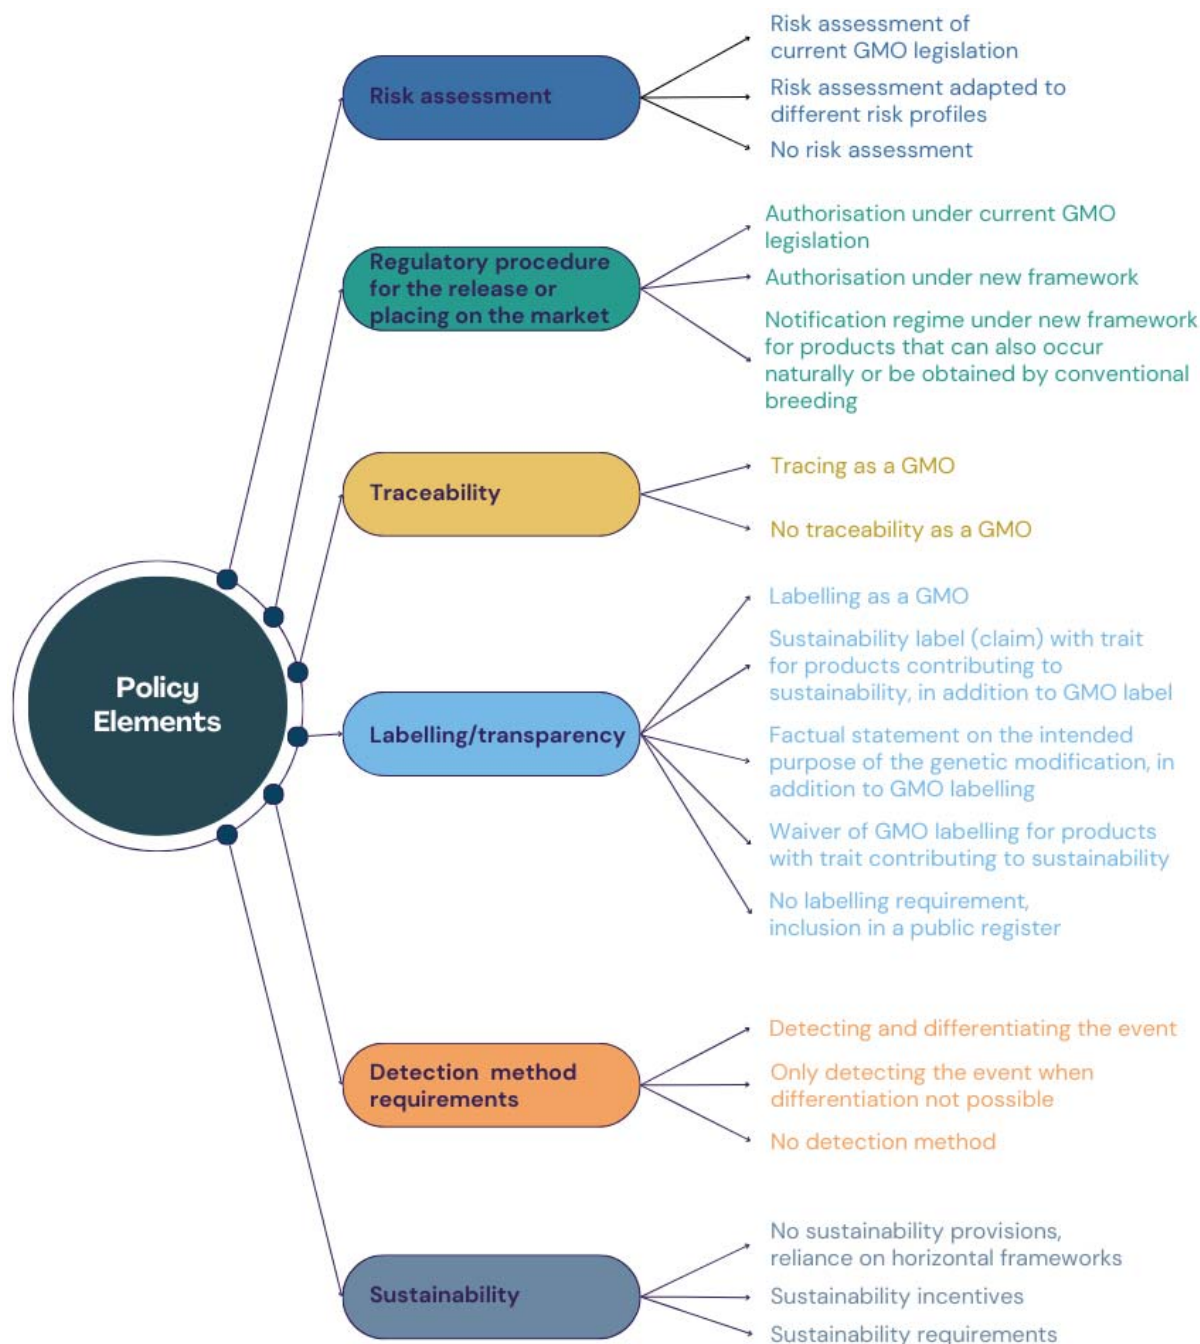 Policy
Elements
Risk assessment
Risk assessment of
current GMO legislation
Risk assessment adapted to
different risk profiles
No risk assessment
Regulatory procedure
for the release or
placing on the market
Authorisation under current GMO
legislation
Authorisation under new framework
Notification regime under new framework
for products that can also occur
naturally or be obtained by conventional
breeding
Traceability
Tracing as a GMO
No traceability as a GMO
Labelling/transparency
Labelling as a GMO
Sustainability label (claim) with trait
for products contributing to
sustainability, in addition to GMO label
Factual statement on the intended
purpose of the genetic modification, in
addition to GMO labelling
Waiver of GMO labelling for products
with trait contributing to sustainability
No labelling requirement,
inclusion in a public register
Detection method
requirements
Detecting and differentiating the event
Only detecting the event when
differentiation not possible
No detection method
Sustainability
No sustainability provisions,
reliance on horizontal frameworks
Sustainability incentives
Sustainability requirements